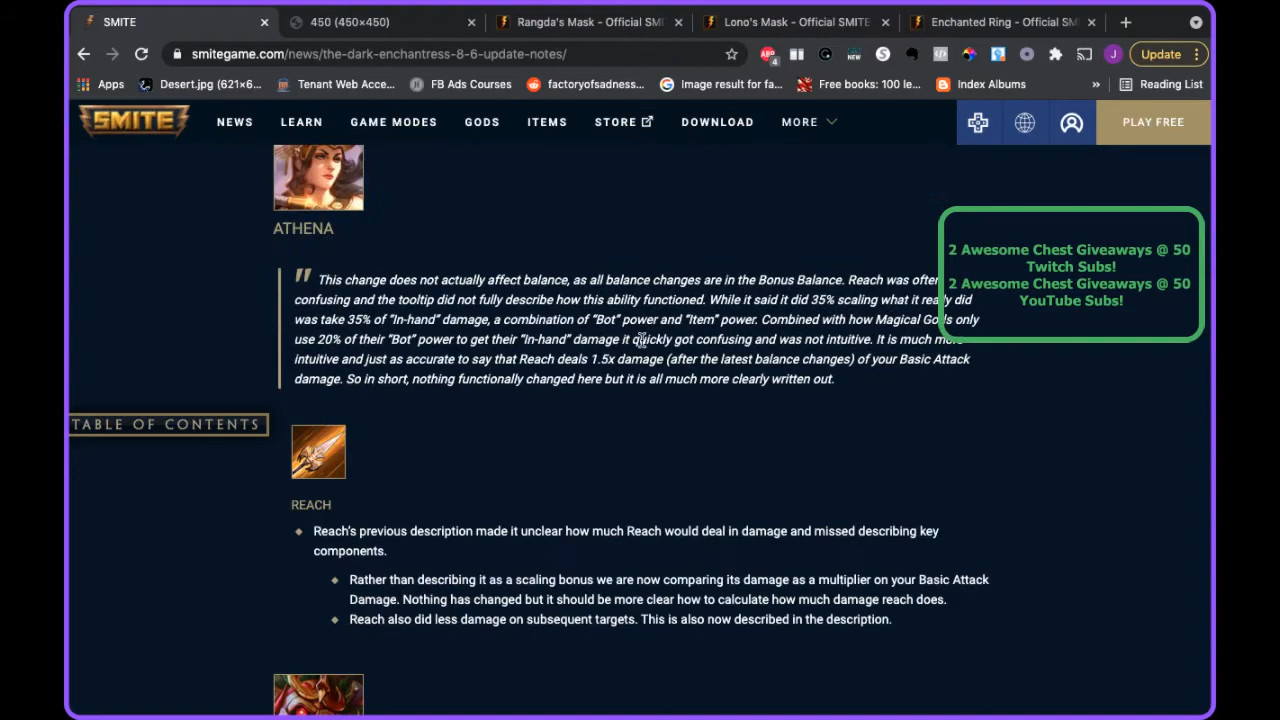 SMITE
450 (450×450)
Rangda's Mask - Official SMI
Lono's Mask - Official SMITE
Enchanted Ring - Official SM
smitegame.com/news/the-dark-enchantress-8-6-update-notes/
ABP
4
NEW
J
Update
Apps
Desert.jpg (621×6...
Tenant Web Acce...
FB Ads Courses
factoryofsadness...
Image result for fa...
Free books: 100 le...
Index Albums
»
Reading List
SMITE
NEWS
LEARN
GAME MODES
GODS
ITEMS
STORE
DOWNLOAD
MORE
PLAY FREE
ATHENA
" This change does not actually affect balance, as all balance changes are in the Bonus Balance. Reach was often
confusing and the tooltip did not fully describe how this ability functioned. While it said it did 35% scaling what it really did
was take 35% of "In-hand" damage, a combination of "Bot" power and "Item" power. Combined with how Magical Gods only
use 20% of their "Bot" power to get their "In-hand" damage it quickly got confusing and was not intuitive. It is much more
intuitive and just as accurate to say that Reach deals 1.5x damage (after the latest balance changes) of your Basic Attack
damage. So in short, nothing functionally changed here but it is all much more clearly written out.
2 Awesome Chest Giveaways @ 50
Twitch Subs!
2 Awesome Chest Giveaways @ 50
YouTube Subs!
TABLE OF CONTENTS
REACH
Reach's previous description made it unclear how much Reach would deal in damage and missed describing key
components.
Rather than describing it as a scaling bonus we are now comparing its damage as a multiplier on your Basic Attack
Damage. Nothing has changed but it should be more clear how to calculate how much damage reach does.
Reach also did less damage on subsequent targets. This is also now described in the description.